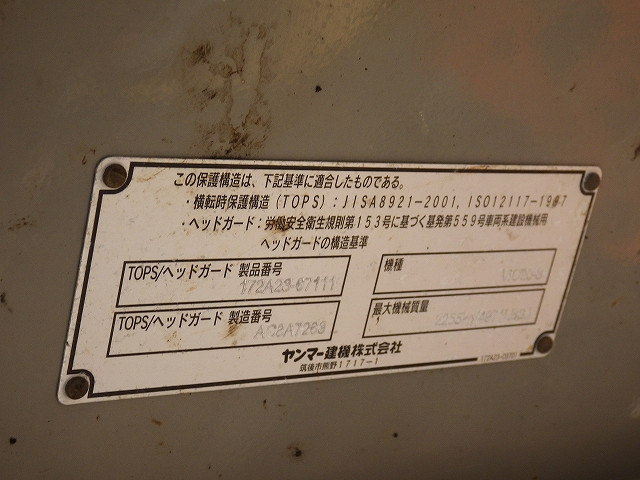 この保護構造は、下記基準に適合したものである。
・横転時保護構造(TOPS):JISA8921-2001, ISO12117-1997
・ヘッドガード:労働安全衛生規則第153号に基づく基発第559号車両系建設機械用
ヘッドガードの構造基準
TOPS/ヘッドガード 製品番号
172A23-67111
機種
TOPS/ヘッドガード 製造番号
最大機械質量
ヤンマー建機株式会社
筑後市熊野1717-1